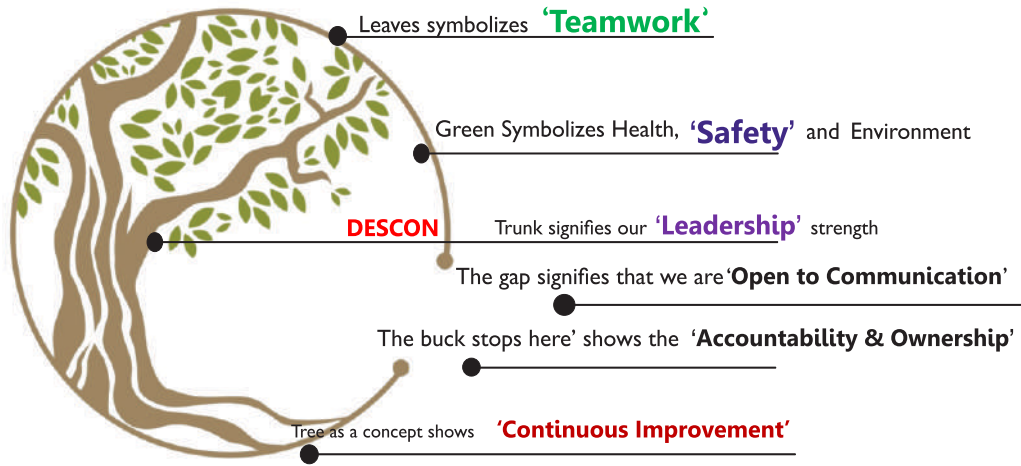 Leaves symbolizes ‘Teamwork’
Green Symbolizes Health, ‘Safety’ and Environment
DESCON Trunk signifies our ‘Leadership’ strength
The gap signifies that we are ‘Open to Communication’
The buck stops here’ shows the ‘Accountability & Ownership’
Tree as a concept shows ‘Continuous Improvement’